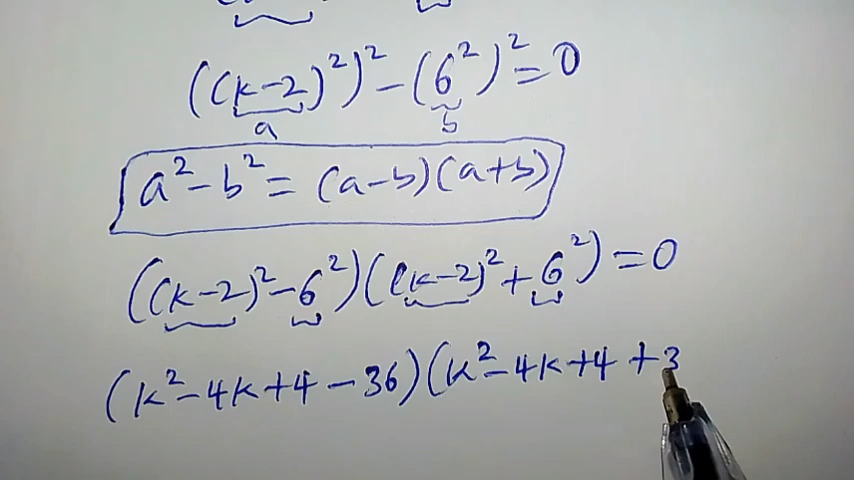 ((k-2)²)² - (6²)² = 0
a b
a² - b² = (a-b)(a+b)
((k-2)² - 6²)((k-2)² + 6²) = 0
(k² - 4k + 4 - 36)(k² - 4k + 4 + 3